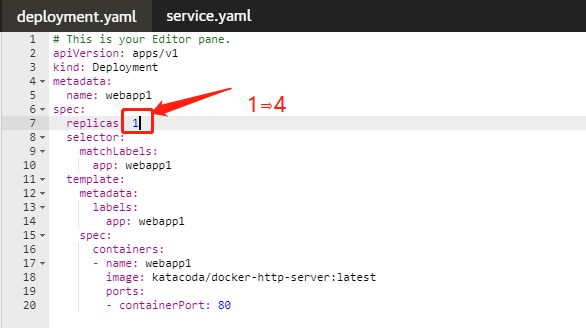 deployment.yaml service.yaml
1 # This is your Editor pane.
2 apiVersion: apps/v1
3 kind: Deployment
4 metadata:
5 name: webapp1
6 spec:
7 replicas 1
1⇒4
8 selector:
9 matchLabels:
10 app: webapp1
11 template:
12 metadata:
13 labels:
14 app: webapp1
15 spec:
16 containers:
17 - name: webapp1
18 image: katacoda/docker-http-server:latest
19 ports:
20 - containerPort: 80